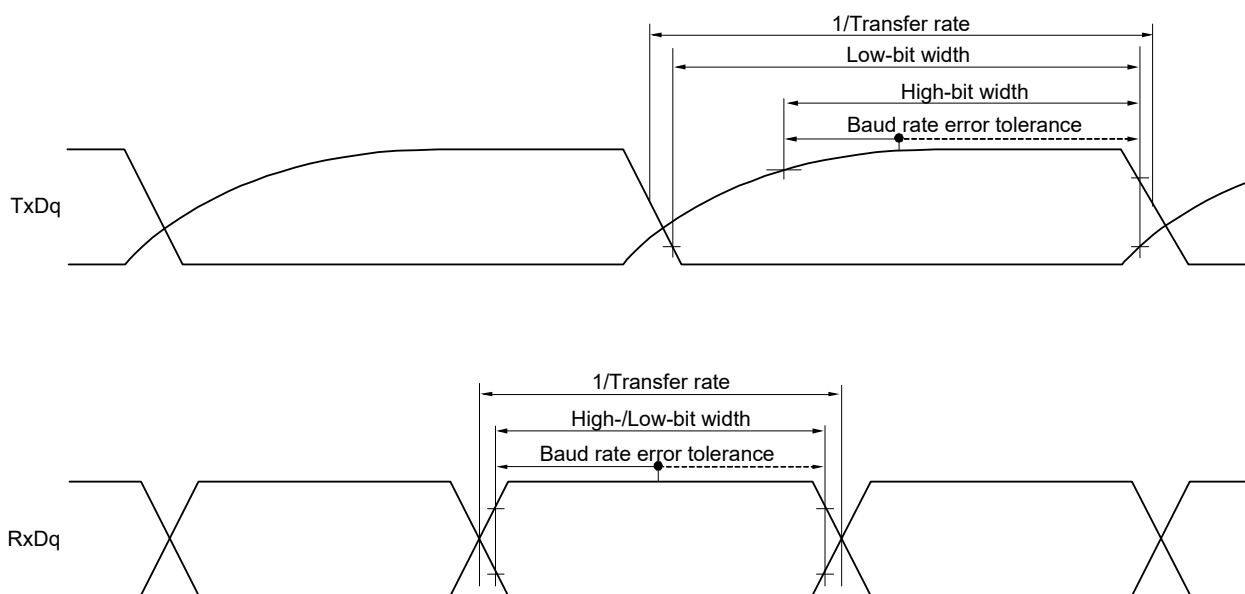 1/Transfer rate
Low-bit width
High-bit width
Baud rate error tolerance
TxDq
1/Transfer rate
High-/Low-bit width
Baud rate error tolerance
RxDq